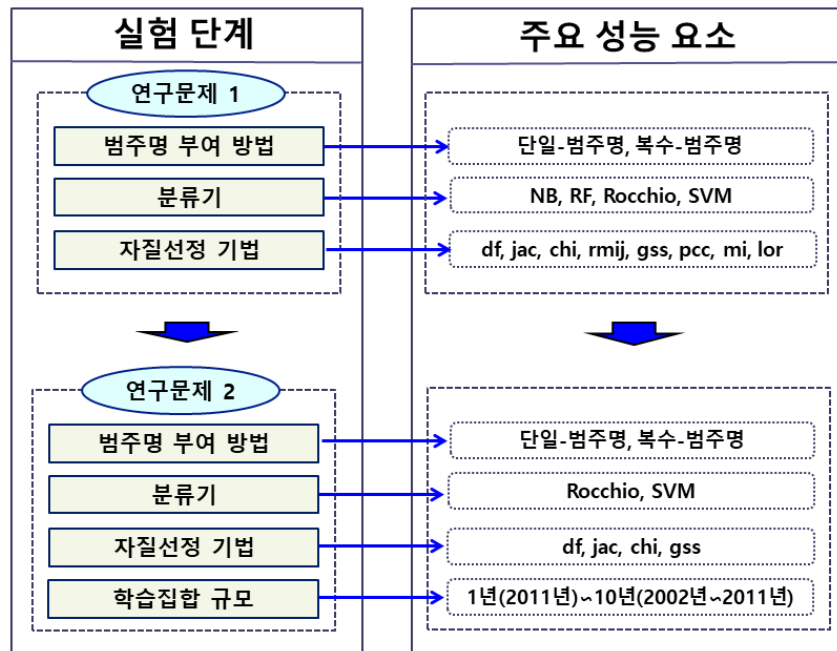 실험 단계
주요 성능 요소
연구문제 1
범주명 부여 방법
단일-범주명, 복수-범주명
분류기
NB, RF, Rocchio, SVM
자질선정 기법
df, jac, chi, rmij, gss, pcc, mi, lor
연구문제 2
범주명 부여 방법
단일-범주명, 복수-범주명
분류기
Rocchio, SVM
자질선정 기법
df, jac, chi, gss
학습집합 규모
1년(2011년)~10년(2002년~2011년)